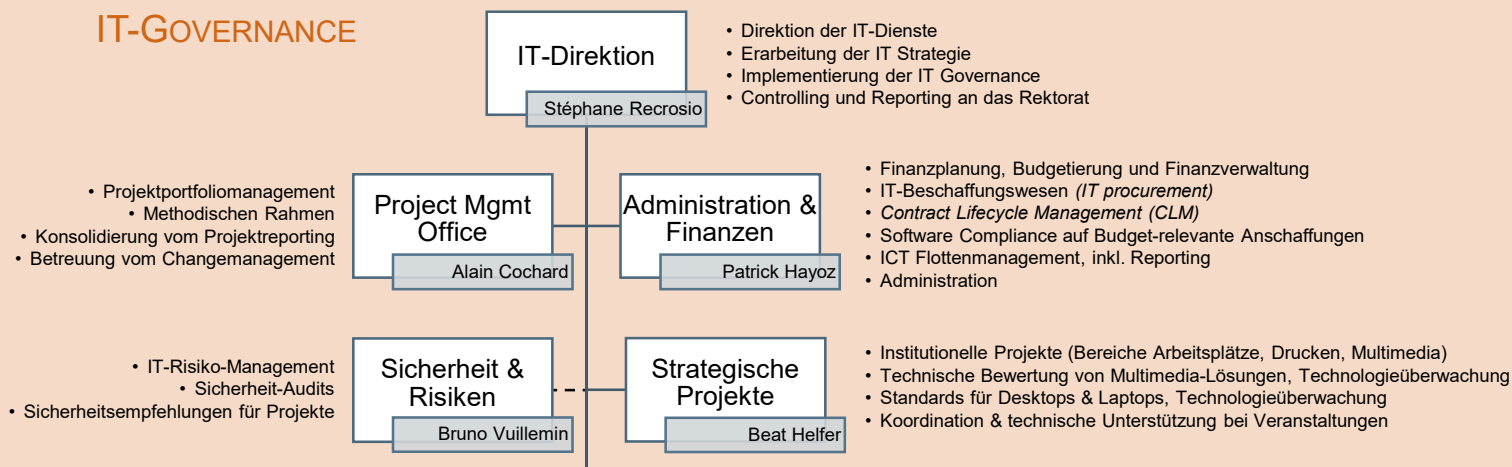 IT-GOVERNANCE
IT-Direktion
Stéphane Recrosio
• Direktion der IT-Dienste
• Erarbeitung der IT Strategie
• Implementierung der IT Governance
• Controlling und Reporting an das Rektorat
• Projektportfoliomanagement
• Methodischen Rahmen
• Konsolidierung vom Projektreporting
• Betreuung vom Changemanagement
Project Mgmt
Office
Alain Cochard
Administration &
Finanzen
Patrick Hayoz
• Finanzplanung, Budgetierung und Finanzverwaltung
• IT-Beschaffungswesen (IT procurement)
• Contract Lifecycle Management (CLM)
• Software Compliance auf Budget-relevante Anschaffungen
• ICT Flottenmanagement, inkl. Reporting
• Administration
• IT-Risiko-Management
• Sicherheit-Audits
• Sicherheitsempfehlungen für Projekte
Sicherheit &
Risiken
Bruno Vuillemin
Strategische
Projekte
Beat Helfer
• Institutionelle Projekte (Bereiche Arbeitsplätze, Drucken, Multimedia)
• Technische Bewertung von Multimedia-Lösungen, Technologieüberwachung
• Standards für Desktops & Laptops, Technologieüberwachung
• Koordination & technische Unterstützung bei Veranstaltungen